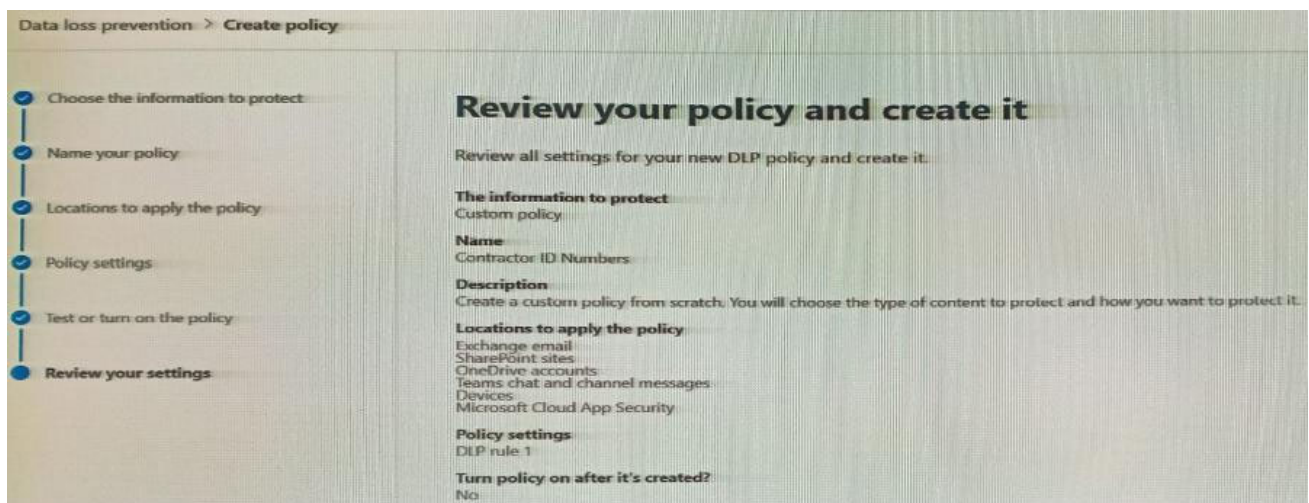 Data loss prevention > Create policy
Choose the information to protect
Name your policy
Locations to apply the policy
Policy settings
Test or turn on the policy
Review your settings
Review your policy and create it
Review all settings for your new DLP policy and create it.
The information to protect
Custom policy
Name
Contractor ID Numbers
Description
Create a custom policy from scratch. You will choose the type of content to protect and how you want to protect it.
Locations to apply the policy
Exchange email
SharePoint sites
OneDrive accounts
Teams chat and channel messages
Devices
Microsoft Cloud App Security
Policy settings
DLP rule 1
Turn policy on after it's created?
No